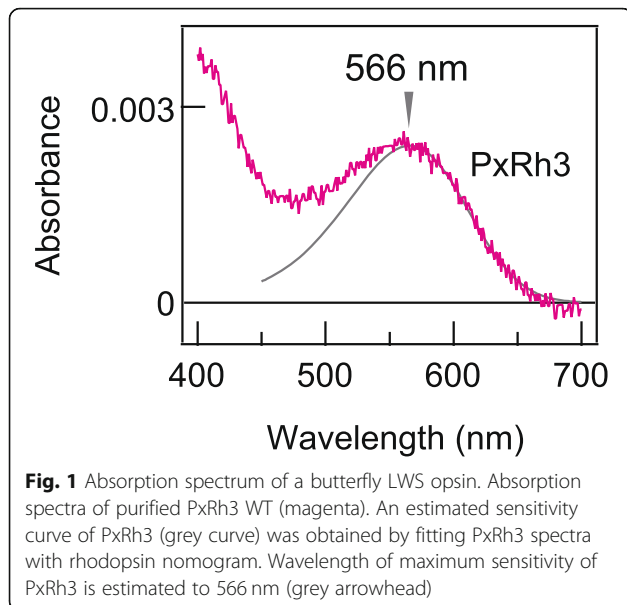 566 nm
0.003
PxRh3
Absorbance
0
400 500 600 700
Wavelength (nm)
Fig. 1 Absorption spectrum of a butterfly LWS opsin. Absorption
spectra of purified PxRh3 WT (magenta). An estimated sensitivity
curve of PxRh3 (grey curve) was obtained by fitting PxRh3 spectra
with rhodopsin nomogram. Wavelength of maximum sensitivity of
PxRh3 is estimated to 566 nm (grey arrowhead)